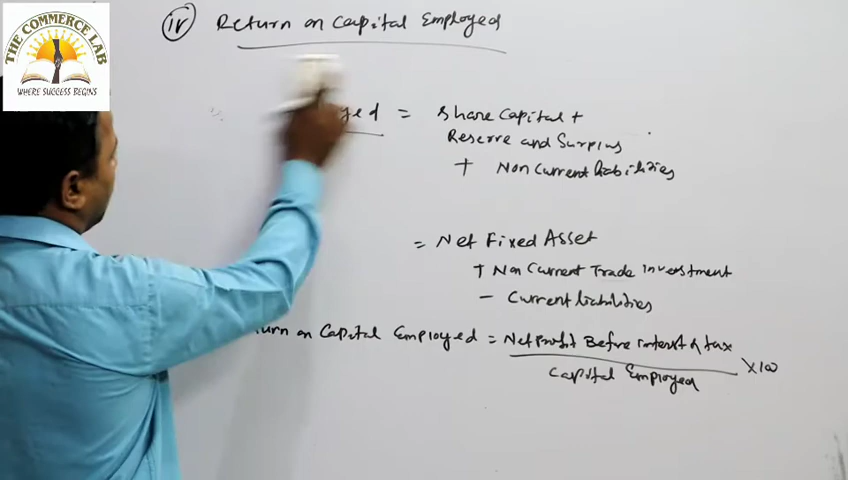 THE COMMERCE LAB
WHERE SUCCESS BEGINS
(iv) Return on Capital Employed
= Share Capital +
Reserve and Surplus
+ Non Current liabilities
= Net Fixed Asset
+ Non Current Trade investment
- Current liabilities
on Capital Employed = Net Profit Before interest & tax
Capital Employed × 100